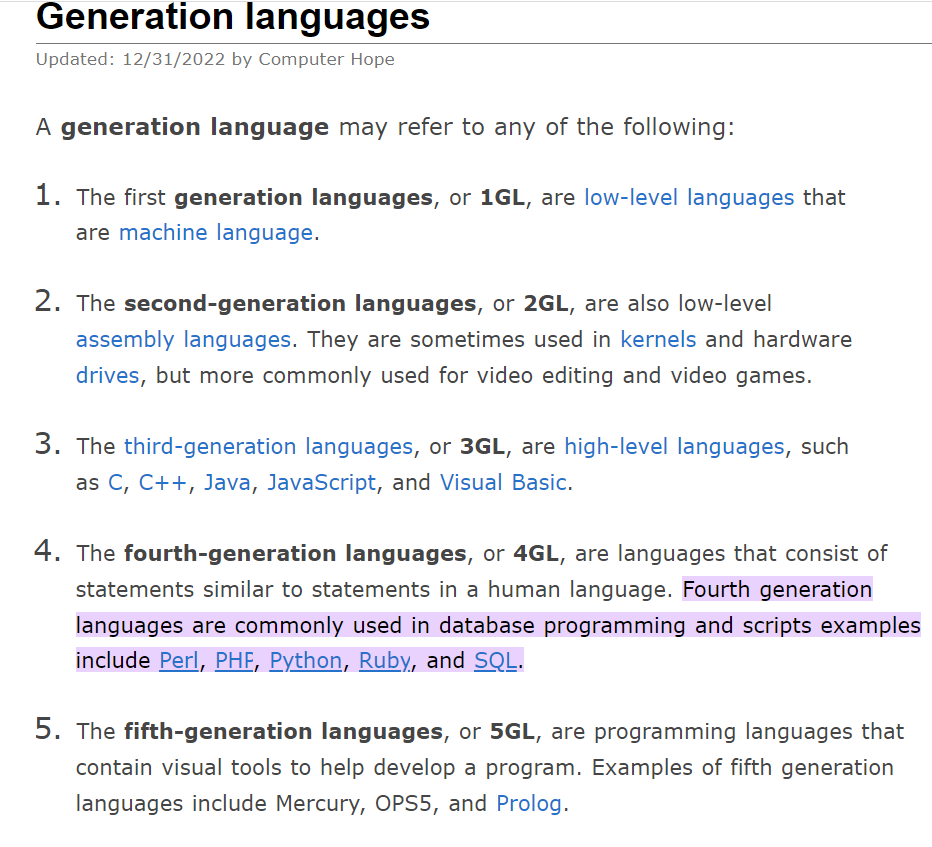 Generation languages
Updated: 12/31/2022 by Computer Hope
A generation language may refer to any of the following:
1. The first generation languages, or 1GL, are low-level languages that
are machine language.
2. The second-generation languages, or 2GL, are also low-level
assembly languages. They are sometimes used in kernels and hardware
drives, but more commonly used for video editing and video games.
3. The third-generation languages, or 3GL, are high-level languages, such
as C, C++, Java, JavaScript, and Visual Basic.
4. The fourth-generation languages, or 4GL, are languages that consist of
statements similar to statements in a human language. Fourth generation
languages are commonly used in database programming and scripts examples
include Perl, PHP, Python, Ruby, and SQL.
5. The fifth-generation languages, or 5GL, are programming languages that
contain visual tools to help develop a program. Examples of fifth generation
languages include Mercury, OPS5, and Prolog.